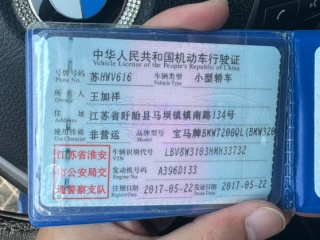 中华人民共和国机动车行驶证
Vehicle License of the People's Republic of China
号牌号码 苏HWV616 车辆类型 小型轿车
Plate No. Vehicle Type
所有人 王加祥
Owner
住址 江苏省盱眙县马坝镇镇南路134号
Address
使用性质 非营运 品牌型号 宝马牌BMW7200QL(BMW320
江苏省淮安 车辆识别代号 LBV8W3103HMH33732
VIN
市公安局交 发动机号码 A396D133
Engine No.
通警察支队 注册日期 2017-05-22 发证日期 2017-05-22